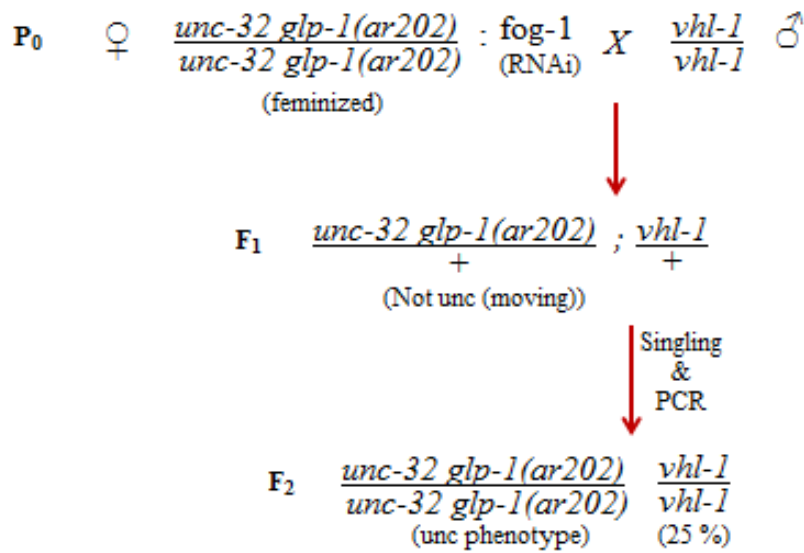 P0 ♀ unc-32 glp-1(ar202) : fog-1 X vhl-1 ♂
unc-32 glp-1(ar202) (RNAi) vhl-1
(feminized)
F1 unc-32 glp-1(ar202) ; vhl-1
+ +
(Not unc (moving))
Singling
&
PCR
F2 unc-32 glp-1(ar202) vhl-1
unc-32 glp-1(ar202) vhl-1
(unc phenotype) (25 %)